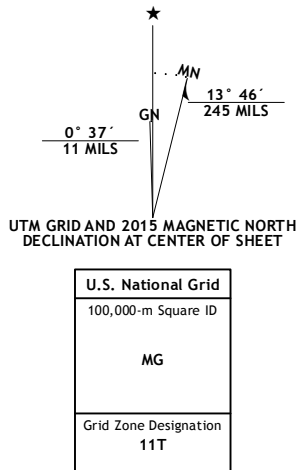 MN
GN
13° 46´
245 MILS
0° 37´
11 MILS
UTM GRID AND 2015 MAGNETIC NORTH
DECLINATION AT CENTER OF SHEET
U.S. National Grid
100,000-m Square ID
MG
Grid Zone Designation
11T